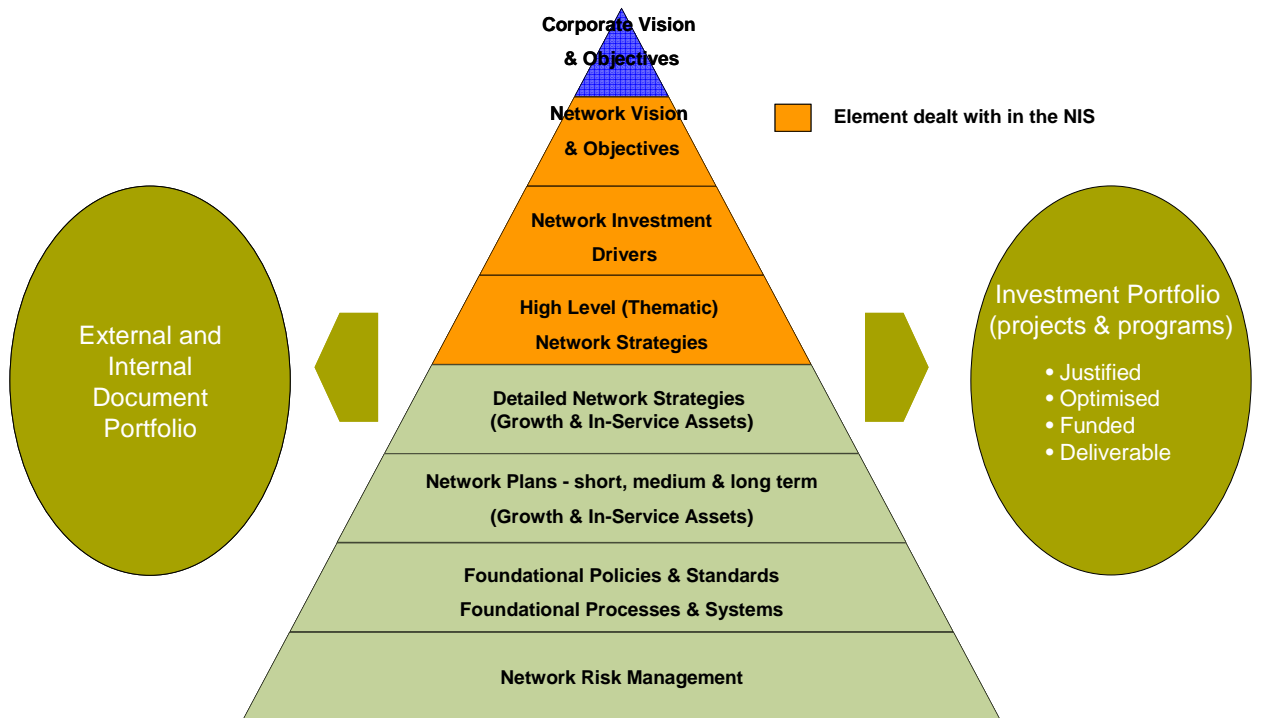 Corporate Vision
& Objectives
Network Vision
& Objectives
Element dealt with in the NIS
Network Investment
Drivers
High Level (Thematic)
Network Strategies
External and
Internal
Document
Portfolio
Investment Portfolio
(projects & programs)
• Justified
• Optimised
• Funded
• Deliverable
Detailed Network Strategies
(Growth & In-Service Assets)
Network Plans - short, medium & long term
(Growth & In-Service Assets)
Foundational Policies & Standards
Foundational Processes & Systems
Network Risk Management